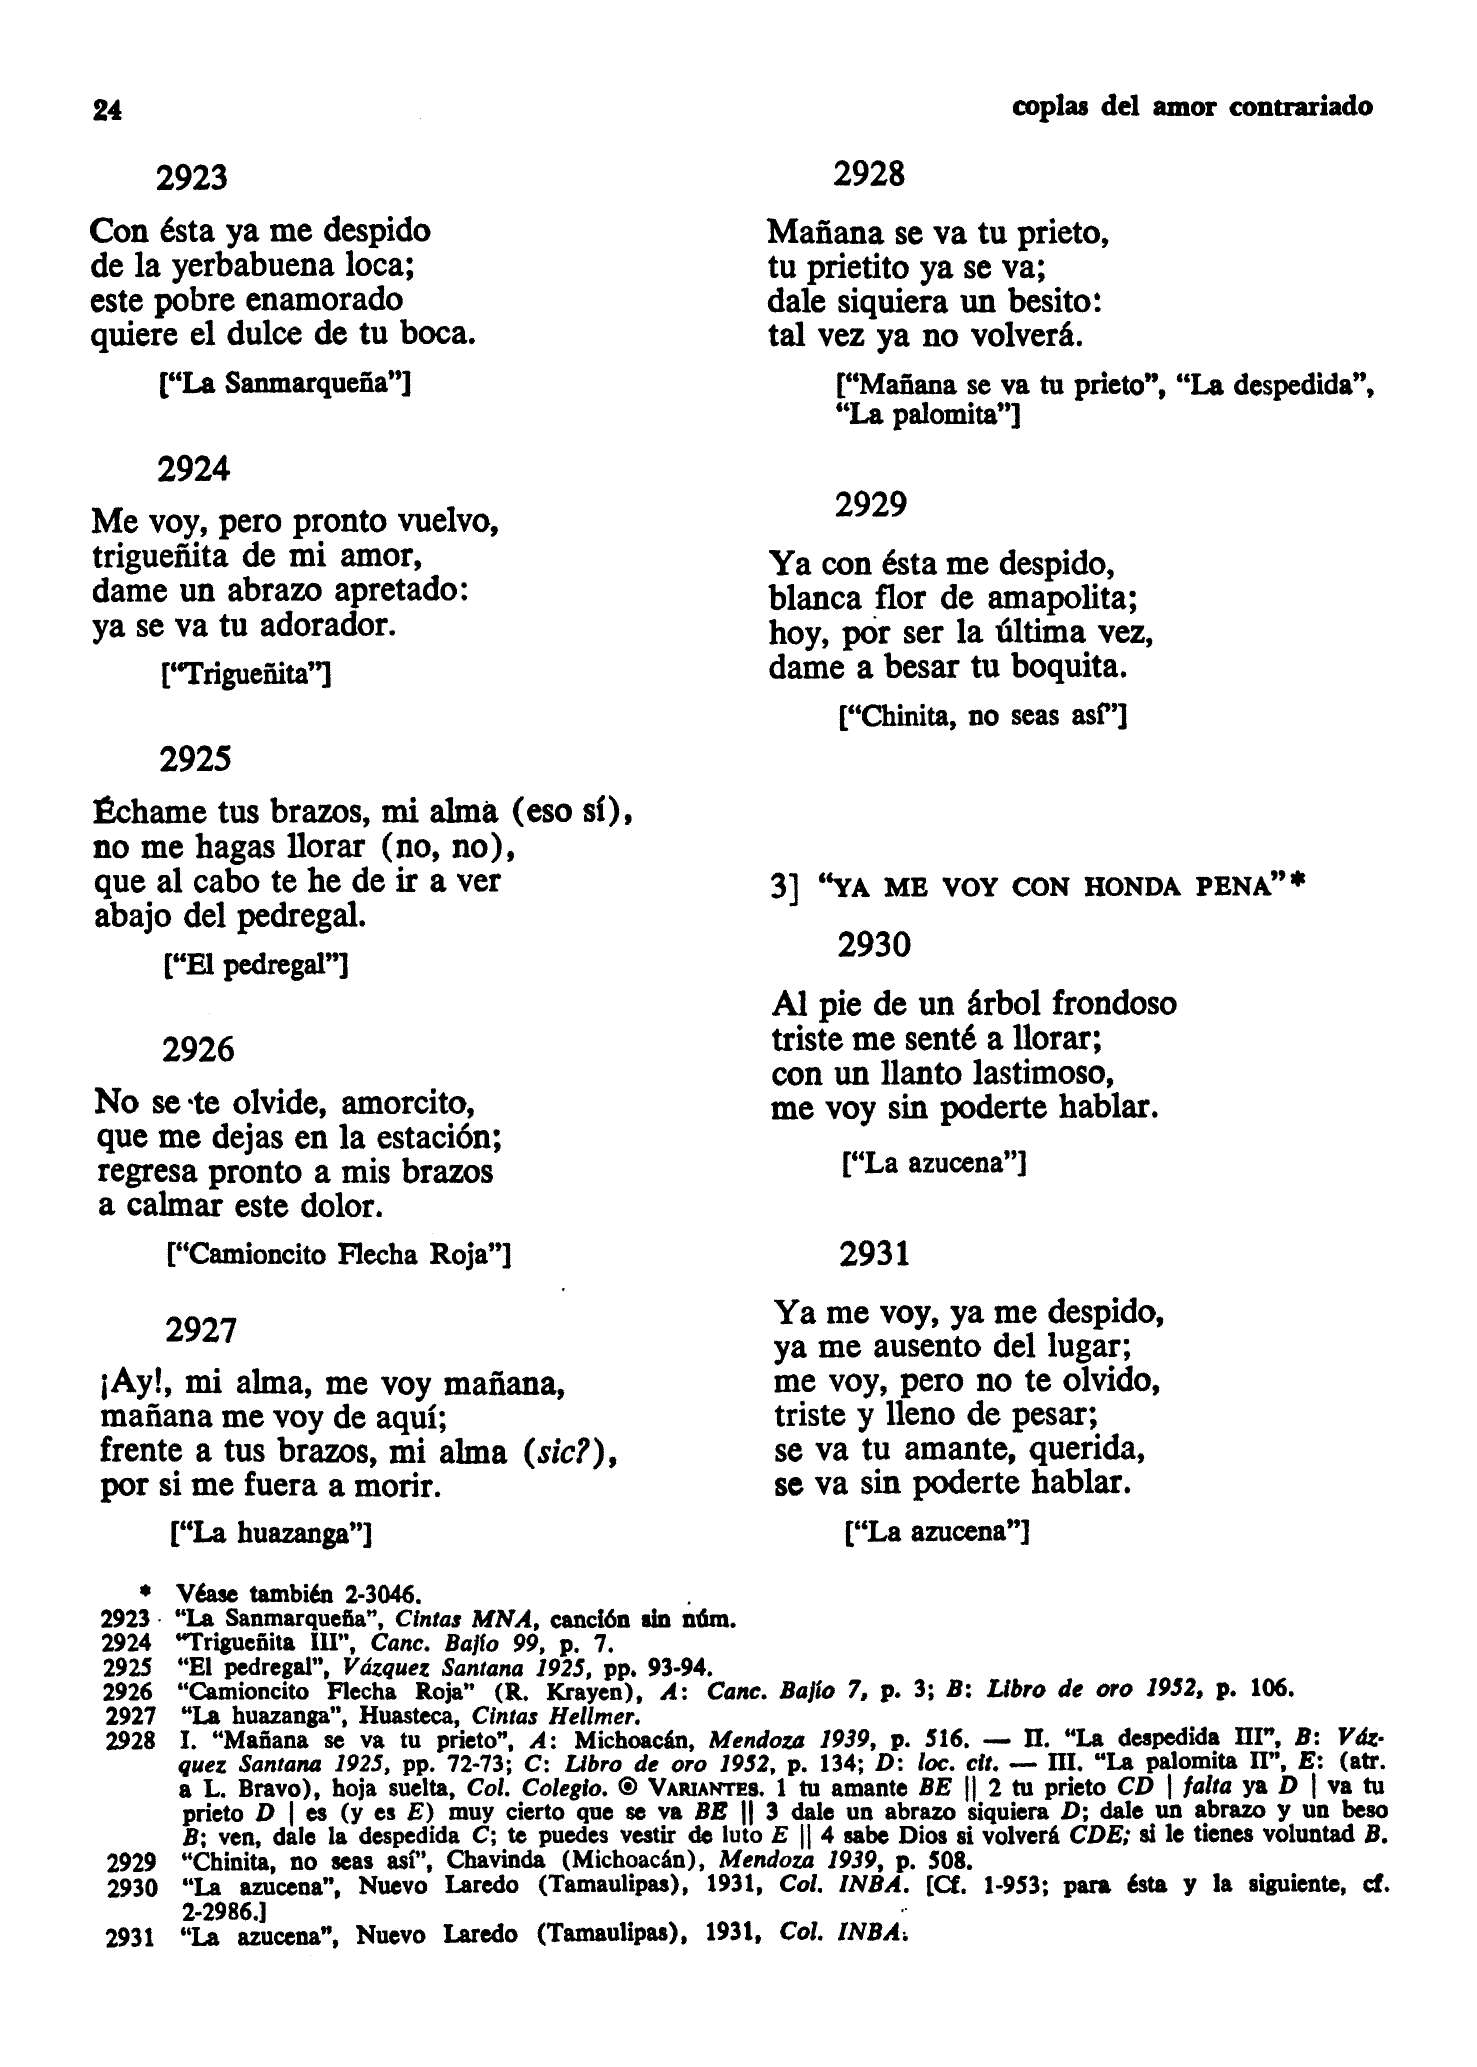 24
coplas del amor contrariado
2923
Con ésta ya me despido
de la yerbabuena loca;
este pobre enamorado
quiere el dulce de tu boca.
[“La Sanmarqueña”]
2924
Me voy, pero pronto vuelvo,
trigueñita de mi amor,
dame un abrazo apretado:
ya se va tu adorador.
[“Trigueñita”]
2925
Échame tus brazos, mi alma (eso sí),
no me hagas llorar (no, no),
que al cabo te he de ir a ver
abajo del pedregal.
[“El pedregal”]
2926
No se te olvide, amorcito,
que me dejas en la estación;
regresa pronto a mis brazos
a calmar este dolor.
[“Camioncito Flecha Roja”]
2927
¡Ay!, mi alma, me voy mañana,
mañana me voy de aquí;
frente a tus brazos, mi alma (sic?),
por si me fuera a morir.
[“La huazanga”]
2928
Mañana se va tu prieto,
tu prietito ya se va;
dale siquiera un besito:
tal vez ya no volverá.
[“Mañana se va tu prieto”, “La despedida”,
“La palomita”]
2929
Ya con ésta me despido,
blanca flor de amapolita;
hoy, por ser la última vez,
dame a besar tu boquita.
[“Chinita, no seas así”]
3] “YA ME VOY CON HONDA PENA”*
2930
Al pie de un árbol frondoso
triste me senté a llorar;
con un llanto lastimoso,
me voy sin poderte hablar.
[“La azucena”]
2931
Ya me voy, ya me despido,
ya me ausento del lugar;
me voy, pero no te olvido,
triste y lleno de pesar;
se va tu amante, querida,
se va sin poderte hablar.
[“La azucena”]
* Véase también 2-3046.
2923 “La Sanmarqueña”, Cintas MNA, canción sin núm.
2924 “Trigueñita III”, Canc. Bajío 99, p. 7.
2925 “El pedregal”, Vázquez Santana 1925, pp. 93-94.
2926 “Camioncito Flecha Roja” (R. Krayen), A: Canc. Bajío 7, p. 3; B: Libro de oro 1952, p. 106.
2927 “La huazanga”, Huasteca, Cintas Hellmer.
2928 I. “Mañana se va tu prieto”, A: Michoacán, Mendoza 1939, p. 516. — II. “La despedida III”, B: Váz-
quez Santana 1925, pp. 72-73; C: Libro de oro 1952, p. 134; D: loc. cit. — III. “La palomita II”, E: (atr.
a L. Bravo), hoja suelta, Col. Colegio. ® VARIANTES. 1 tu amante BE || 2 tu prieto CD | falta ya D | va tu
prieto D | es (y es E) muy cierto que se va BE || 3 dale un abrazo siquiera D; dale un abrazo y un beso
B; ven, dale la despedida C; te puedes vestir de luto E || 4 sabe Dios si volverá CDE; si le tienes voluntad B.
2929 “Chinita, no seas así”, Chavinda (Michoacán), Mendoza 1939, p. 508.
2930 “La azucena”, Nuevo Laredo (Tamaulipas), 1931, Col. INBA. [Cf. 1-953; para ésta y la siguiente, cf.
2-2986.]
2931 “La azucena”, Nuevo Laredo (Tamaulipas), 1931, Col. INBA.